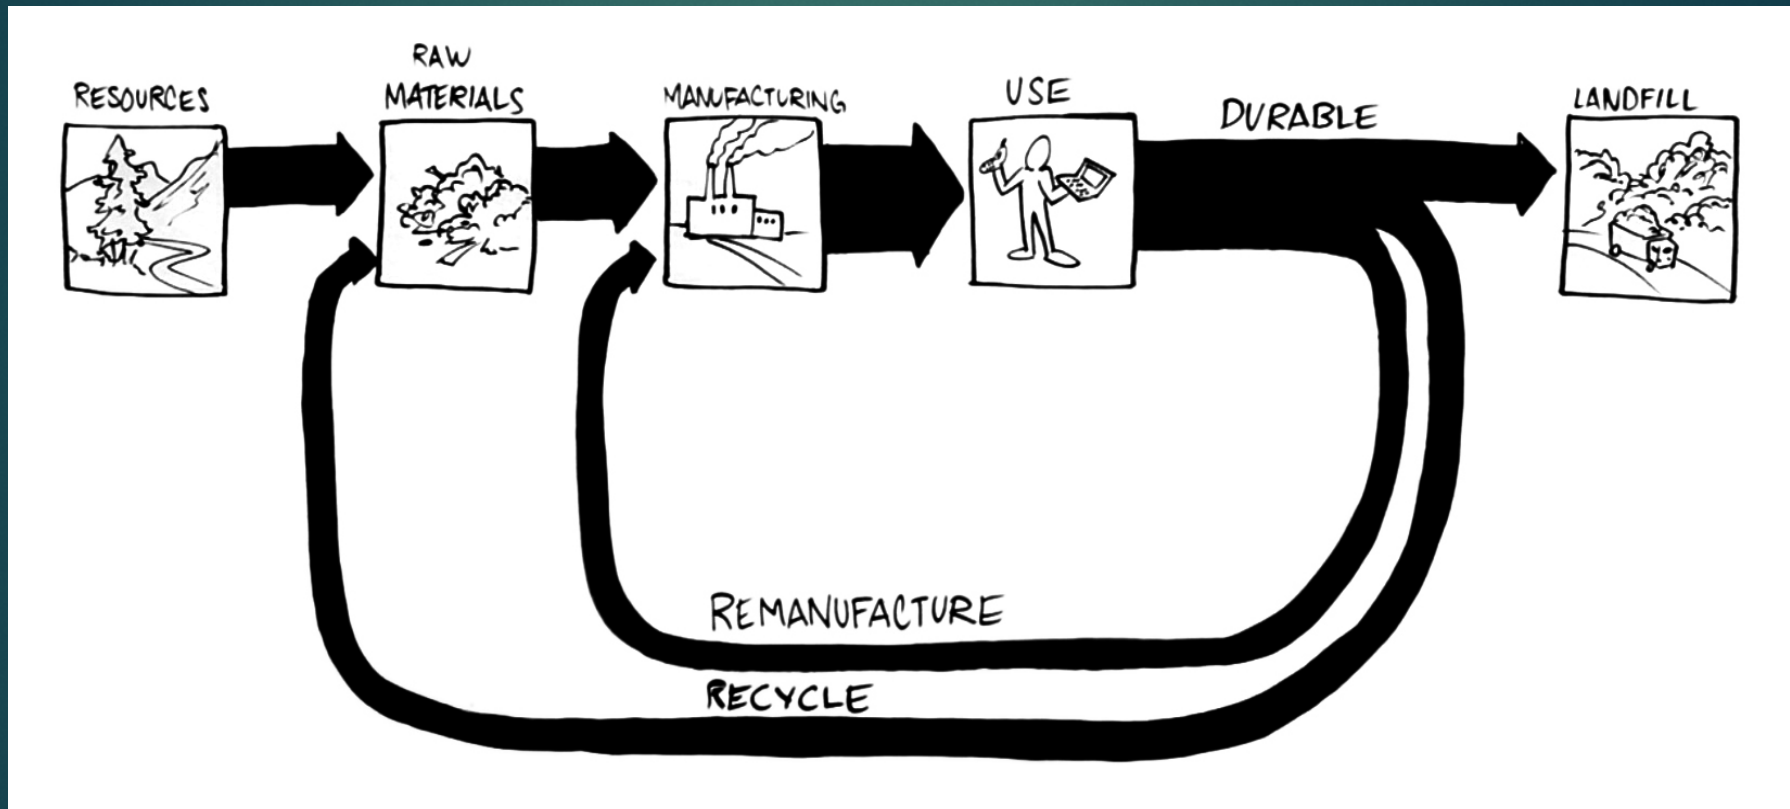 RESOURCES
RAW
MATERIALS
MANUFACTURING
USE
DURABLE
LANDFILL
REMANUFACTURE
RECYCLE